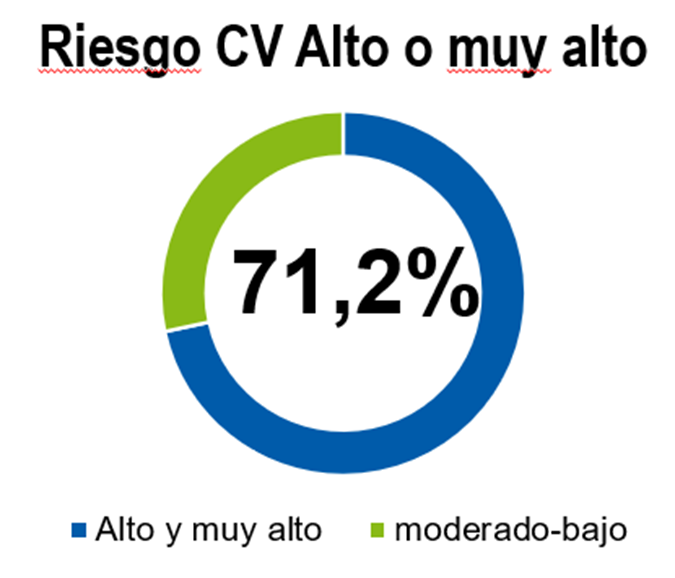 Riesgo CV Alto o muy alto
71,2%
Alto y muy alto moderado-bajo